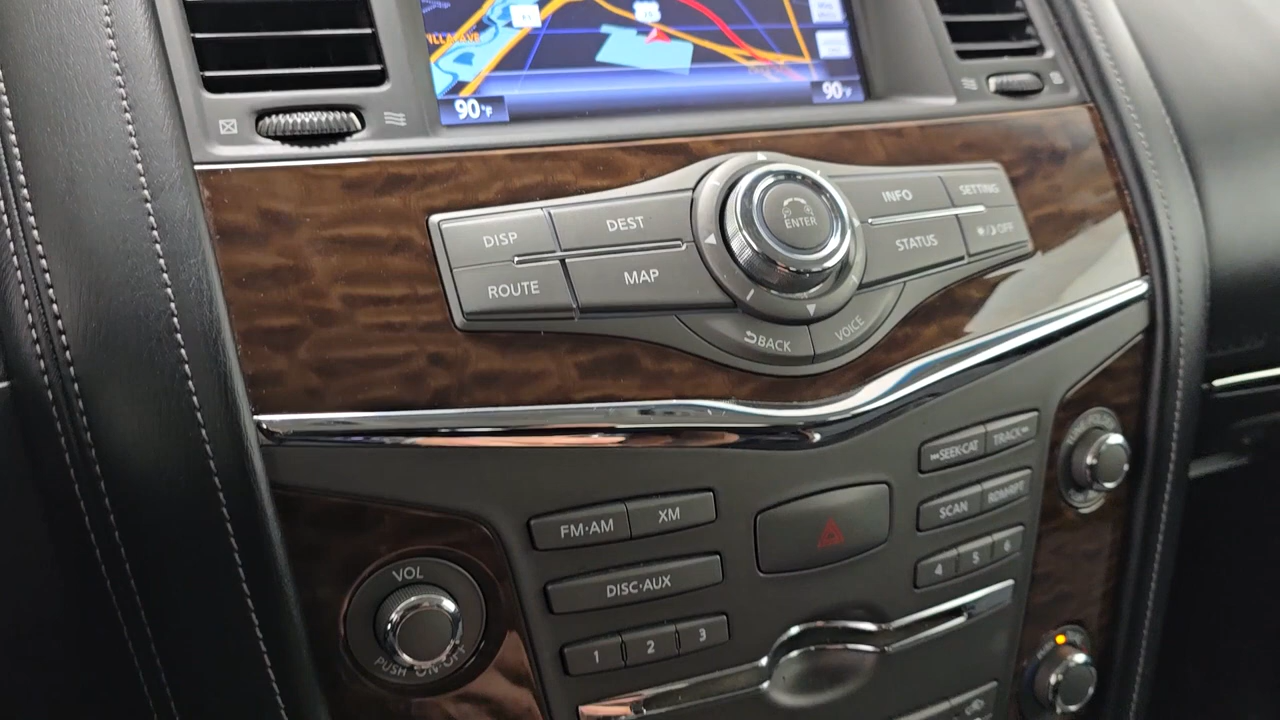 90°F
90°F
DISP
DEST
INFO
SETTING
ROUTE
MAP
ENTER
STATUS
OFF
BACK
VOICE
SEEK·CAT
TRACK
FM·AM
XM
SCAN
RDM·RPT
DISC·AUX
4
5
6
VOL
PUSH ON·OFF
1
2
3